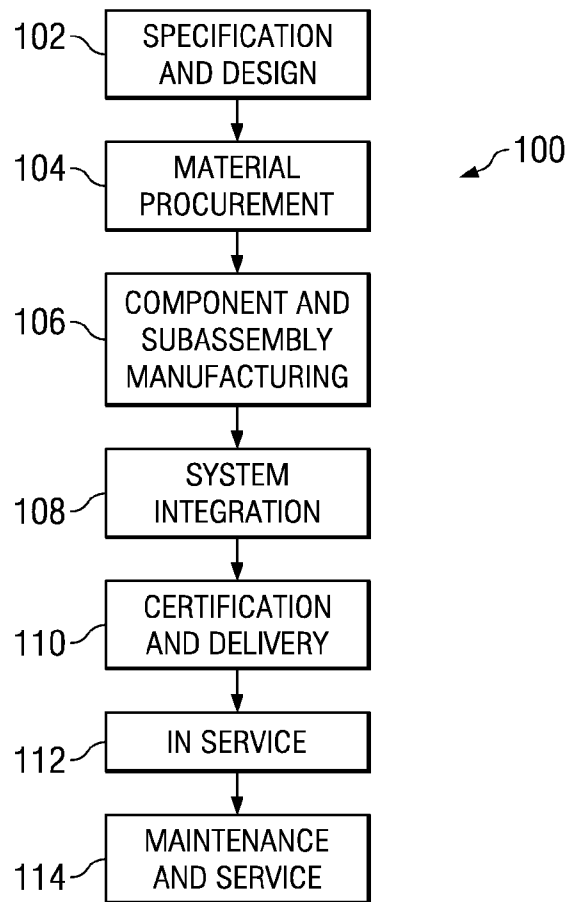 102
SPECIFICATION
AND DESIGN
104
MATERIAL
PROCUREMENT
100
106
COMPONENT AND
SUBASSEMBLY
MANUFACTURING
108
SYSTEM
INTEGRATION
110
CERTIFICATION
AND DELIVERY
112
IN SERVICE
114
MAINTENANCE
AND SERVICE